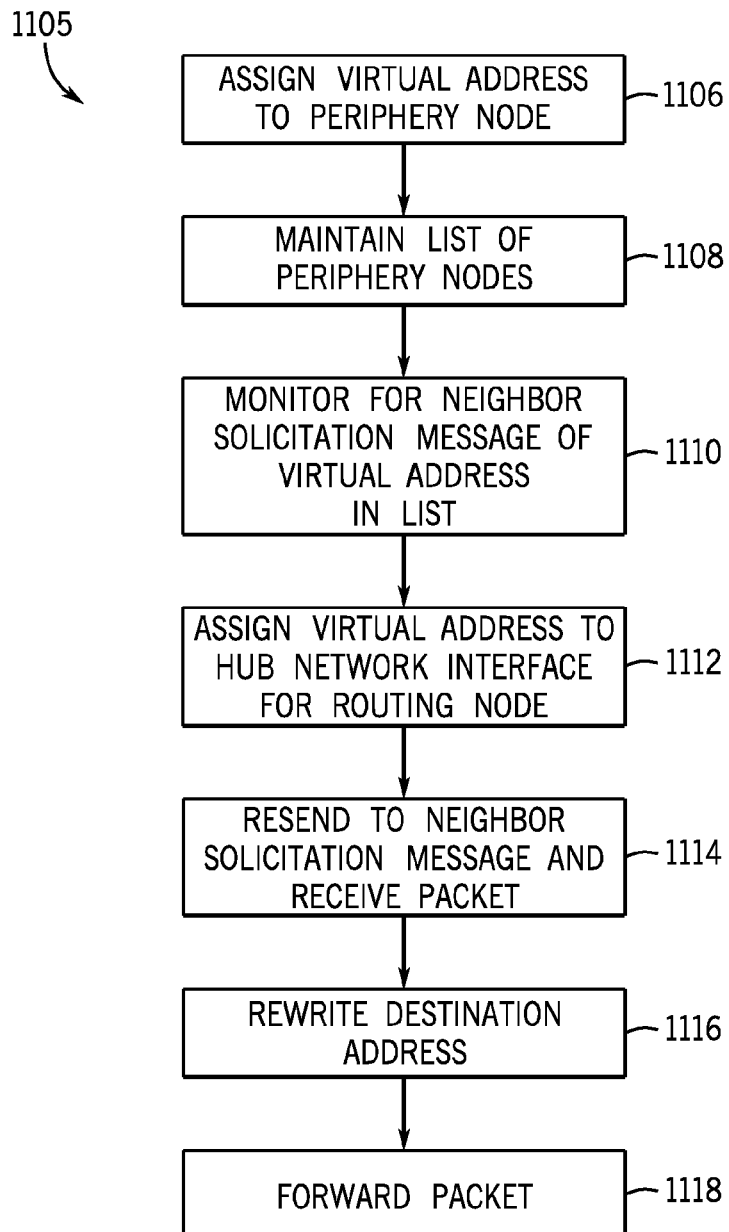 1105
ASSIGN VIRTUAL ADDRESS
TO PERIPHERY NODE
1106
MAINTAIN LIST OF
PERIPHERY NODES
1108
MONITOR FOR NEIGHBOR
SOLICITATION MESSAGE OF
VIRTUAL ADDRESS
IN LIST
1110
ASSIGN VIRTUAL ADDRESS TO
HUB NETWORK INTERFACE
FOR ROUTING NODE
1112
RESEND TO NEIGHBOR
SOLICITATION MESSAGE AND
RECEIVE PACKET
1114
REWRITE DESTINATION
ADDRESS
1116
FORWARD PACKET
1118